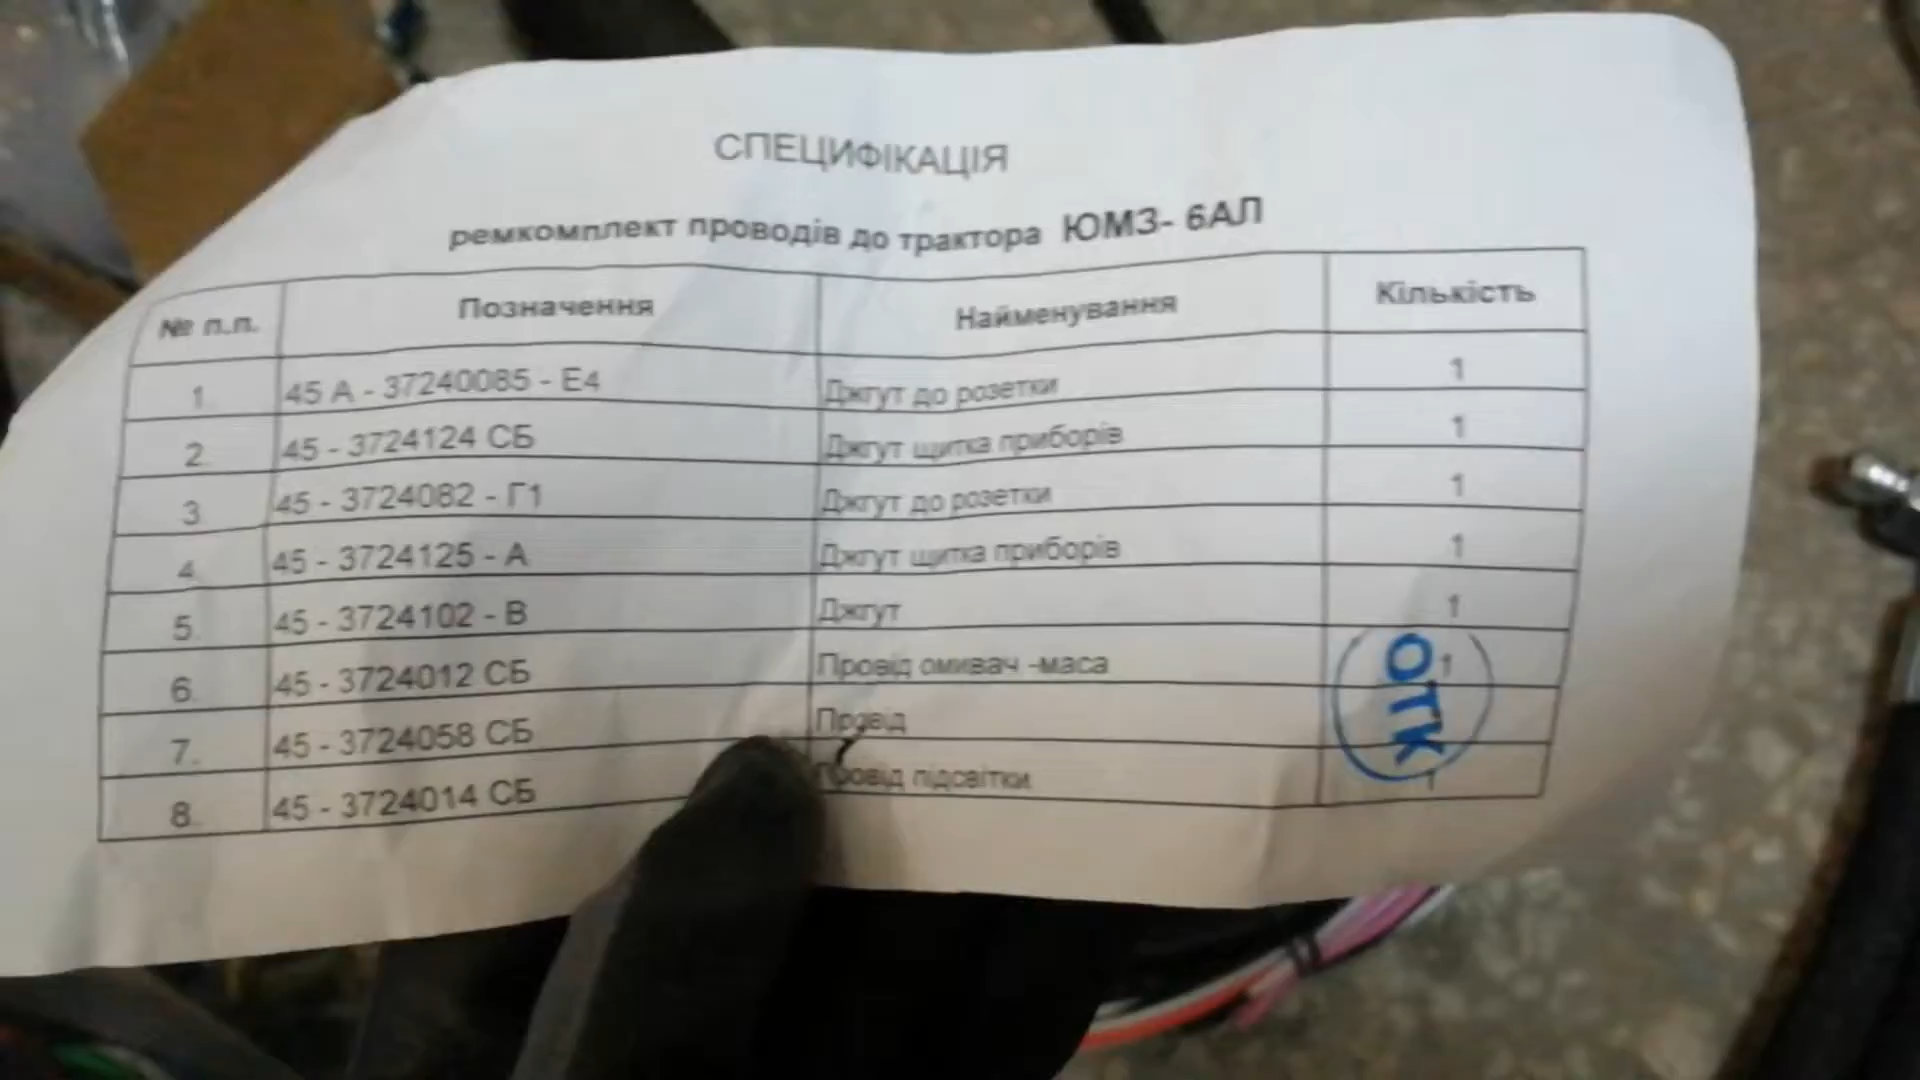 СПЕЦИФІКАЦІЯ
ремкомплект проводів до трактора ЮМЗ- 6АЛ
№ п.п. Позначення Найменування Кількість
1. 45 А - 37240085 - Е4 Джгут до розетки 1
2. 45 - 3724124 СБ Джгут щитка приборів 1
3. 45 - 3724082 - Г1 Джгут до розетки 1
4. 45 - 3724125 - А Джгут щитка приборів 1
5. 45 - 3724102 - В Джгут 1
6. 45 - 3724012 СБ Провід омивач -маса 1
7. 45 - 3724058 СБ Провід
8. 45 - 3724014 СБ Провід підсвітки 1
ОТК